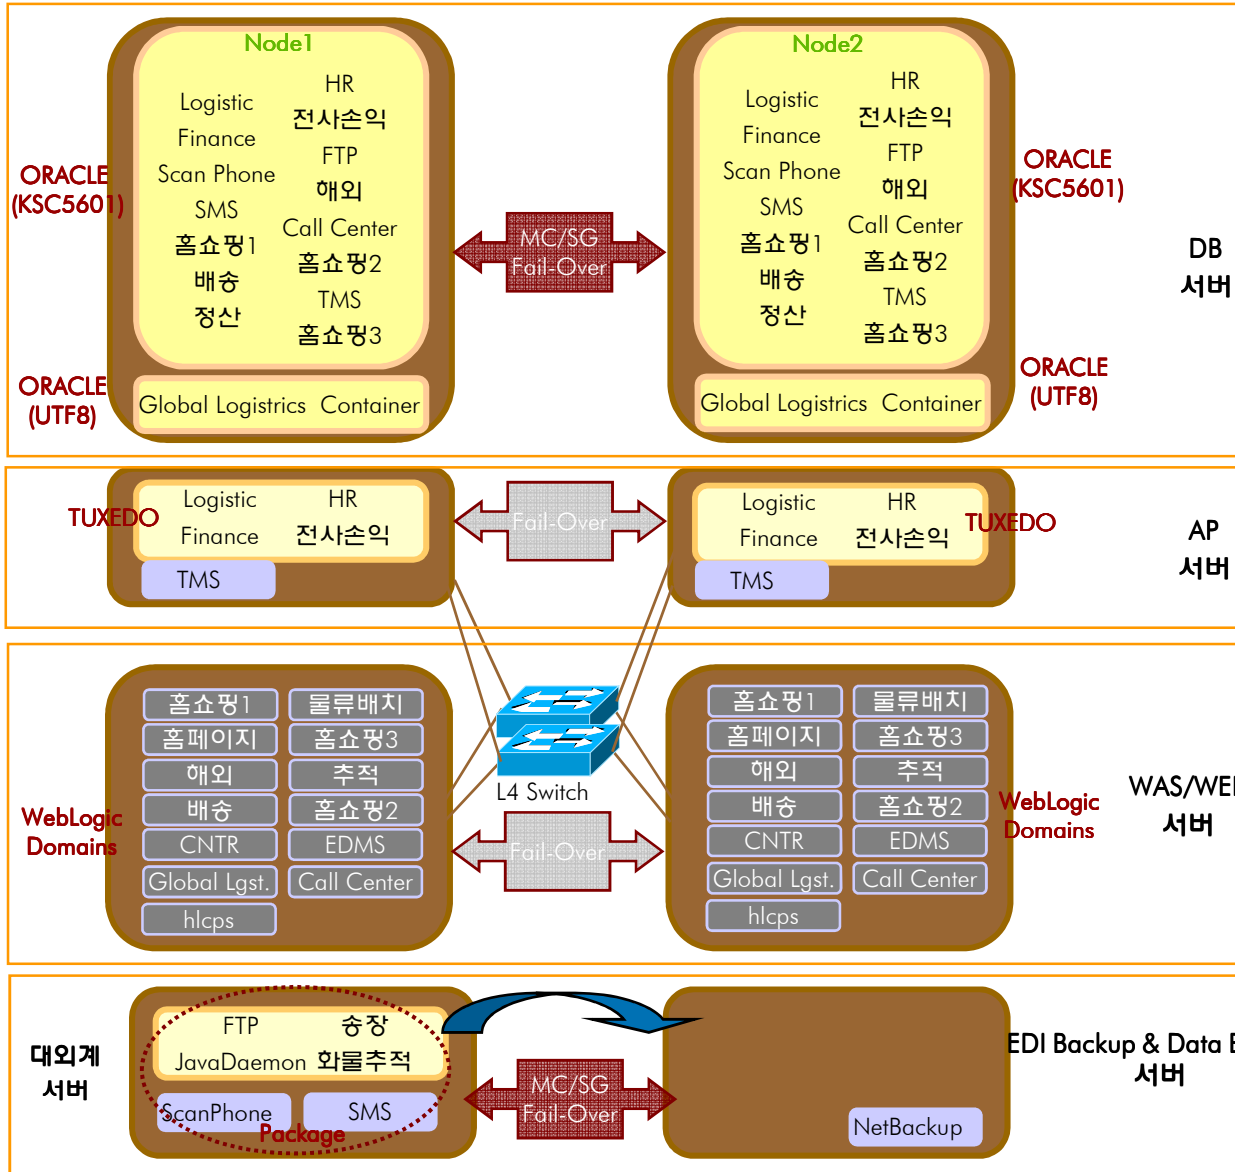 Node1
Logistic
Finance
Scan Phone
SMS
홈쇼핑1
배송
정산
HR
전사손익
FTP
해외
Call Center
홈쇼핑2
TMS
홈쇼핑3
ORACLE
(KSC5601)
ORACLE
(UTF8)
Global Logistrics Container
MC/SG
Fail-Over
Node2
Logistic
Finance
Scan Phone
SMS
홈쇼핑1
배송
정산
HR
전사손익
FTP
해외
Call Center
홈쇼핑2
TMS
홈쇼핑3
ORACLE
(KSC5601)
ORACLE
(UTF8)
Global Logistrics Container
DB
서버
TUXEDO
Logistic HR
Finance 전사손익
TMS
Fail-Over
Logistic HR
Finance 전사손익
TMS
TUXEDO
AP
서버
WebLogic
Domains
홈쇼핑1 물류배치
홈페이지 홈쇼핑3
해외 추적
배송 홈쇼핑2
CNTR EDMS
Global Lgst. Call Center
hlcps
L4 Switch
Fail-Over
홈쇼핑1 물류배치
홈페이지 홈쇼핑3
해외 추적
배송 홈쇼핑2
CNTR EDMS
Global Lgst. Call Center
hlcps
WebLogic
Domains
WAS/WE
서버
대외계
서버
FTP 송장
JavaDaemon 화물추적
ScanPhone SMS
Package
MC/SG
Fail-Over
NetBackup
EDI Backup & Data
서버